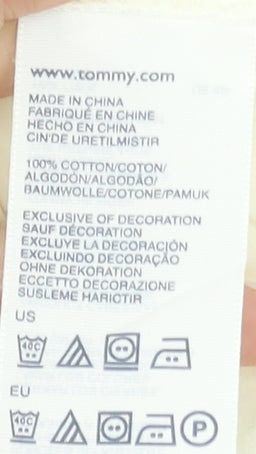 www.tommy.com
MADE IN CHINA
FABRIQUÉ EN CHINE
HECHO EN CHINA
CIN'DE URETILMISTIR
100% COTTON/COTON/
ALGODÓN/ALGODÃO/
BAUMWOLLE/COTONE/PAMUK
EXCLUSIVE OF DECORATION
SAUF DÉCORATION
EXCLUYE LA DECORACIÓN
EXCLUINDO DECORAÇÃO
OHNE DEKORATION
ECCETTO DECORAZIONE
SUSLEME HARICTIR
US
40C
EU
40C P